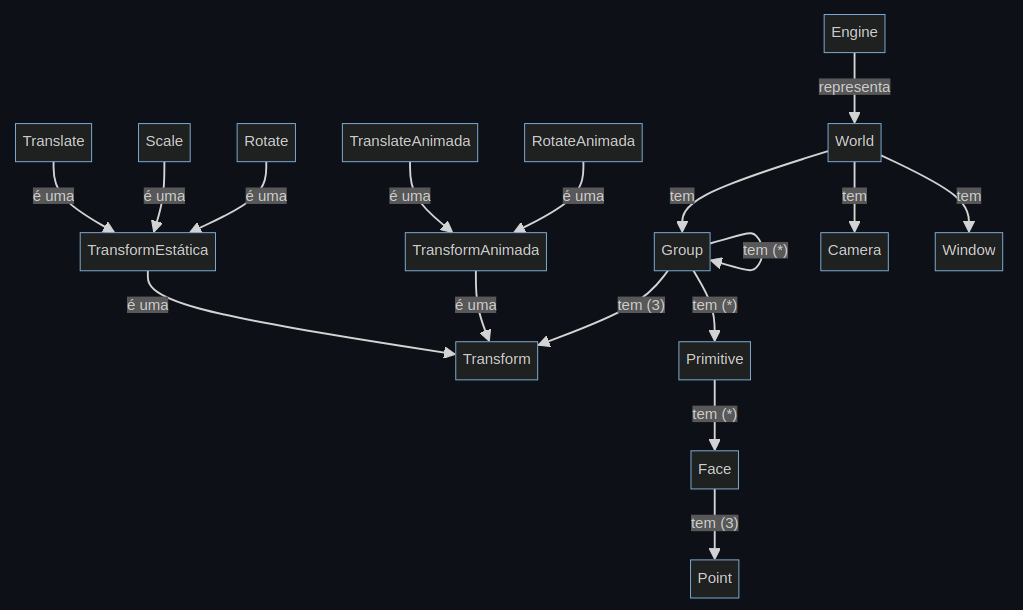 Engine
representa
Translate
Scale
Rotate
TranslateAnimada
RotateAnimada
World
é uma
é uma
é uma
é uma
é uma
tem
tem
tem
TransformEstática
TransformAnimada
Group
tem (*)
Camera
Window
é uma
é uma
tem (3)
tem (*)
Transform
Primitive
tem (*)
Face
tem (3)
Point